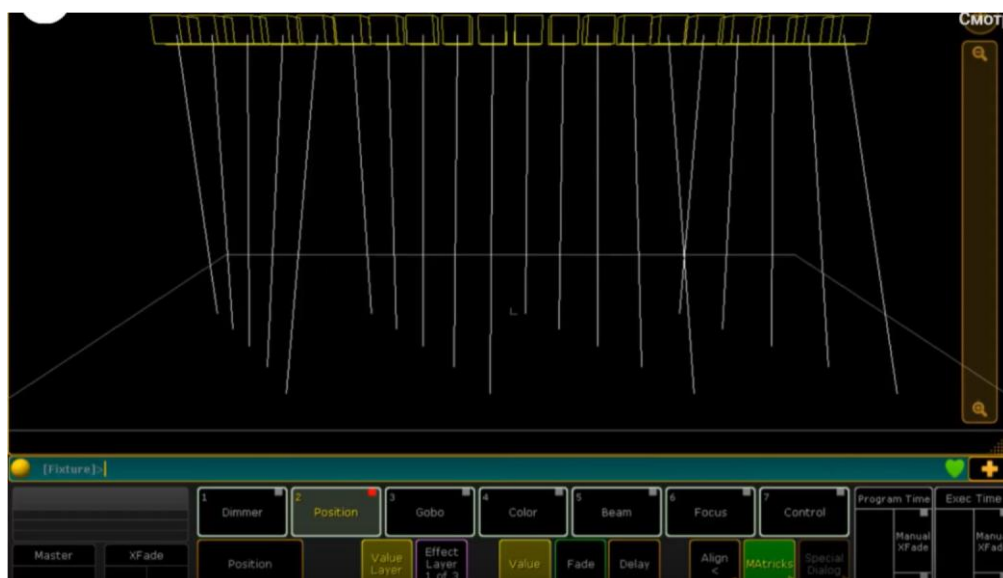 Смот
[Fixture]>
1 Dimmer
2 Position
3 Gobo
4 Color
5 Beam
6 Focus
7 Control
Program Time
Exec Time
Manual
XFade
Manu
XFad
Master
XFade
Position
Value
Layer
Effect
Layer
1 of 3
Value
Fade
Delay
Align
<
MAtricks
Special
Dialog